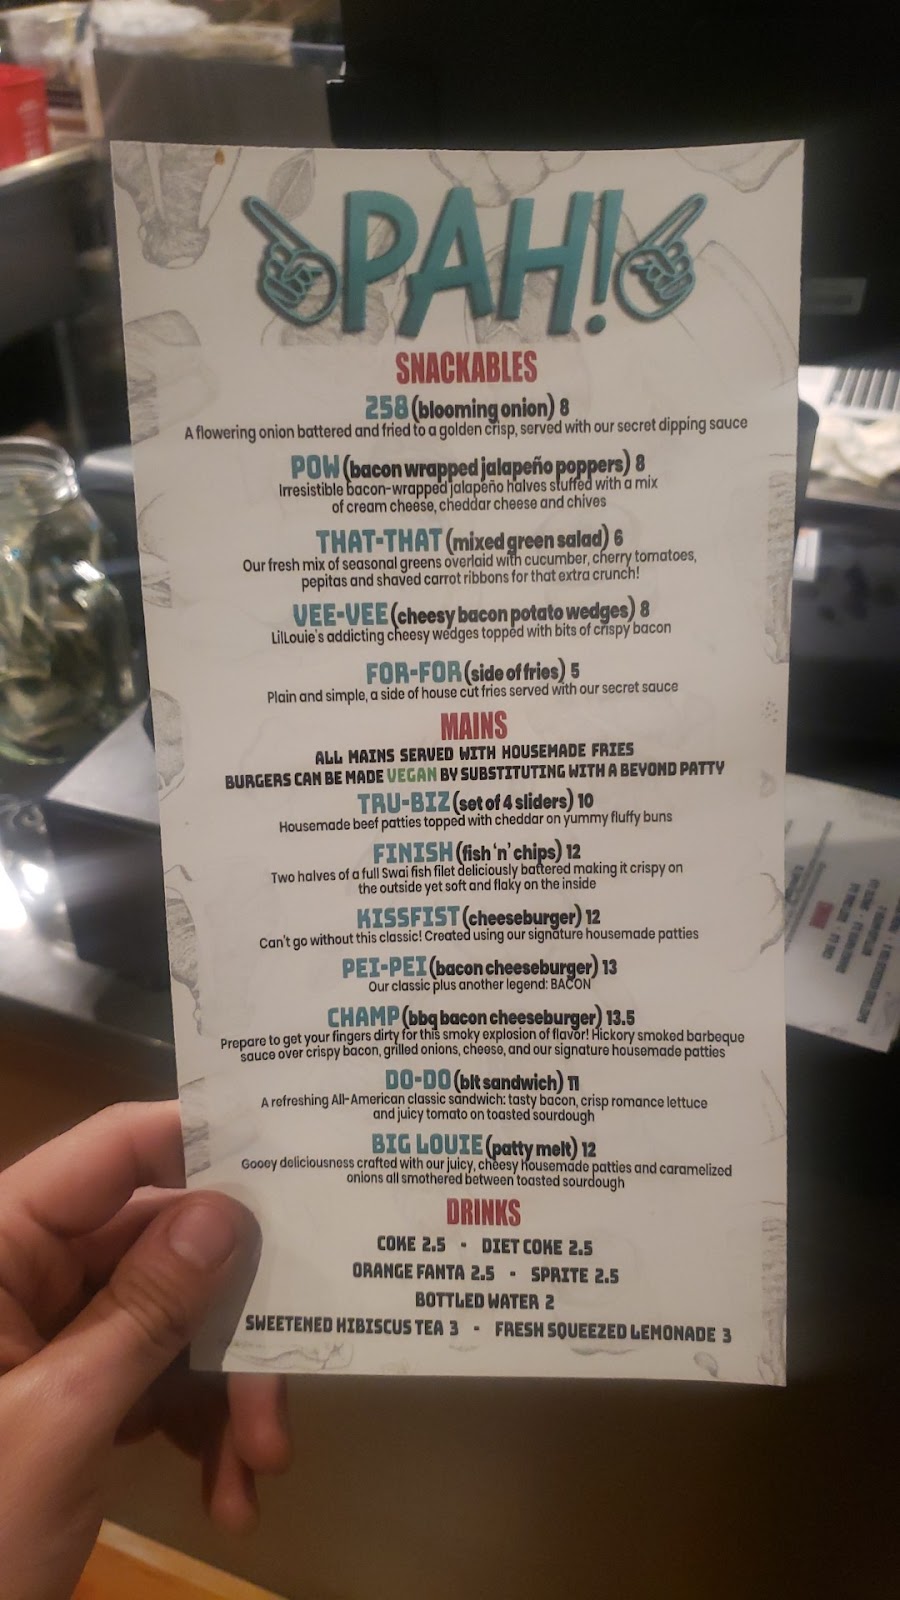 PAH!
SNACKABLES
258 (blooming onion) 8
A flowering onion battered and fried to a golden crisp, served with our secret dipping sauce
POW (bacon wrapped jalapeño poppers) 8
Irresistible bacon-wrapped jalapeño halves stuffed with a mix
of cream cheese, cheddar cheese and chives
THAT-THAT (mixed green salad) 6
Our fresh mix of seasonal greens overlaid with cucumber, cherry tomatoes,
pepitas and shaved carrot ribbons for that extra crunch!
VEE-VEE (cheesy bacon potato wedges) 8
LilLouie's addicting cheesy wedges topped with bits of crispy bacon
FOR-FOR (side of fries) 5
Plain and simple, a side of house cut fries served with our secret sauce
MAINS
ALL MAINS SERVED WITH HOUSEMADE FRIES
BURGERS CAN BE MADE VEGAN BY SUBSTITUTING WITH A BEYOND PATTY
TRU-BIZ (set of 4 sliders) 10
Housemade beef patties topped with cheddar on yummy fluffy buns
FINISH (fish 'n' chips) 12
Two halves of a full Swai fish filet deliciously battered making it crispy on
the outside yet soft and flaky on the inside
KISSFIST (cheeseburger) 12
Can't go without this classic! Created using our signature housemade patties
PEI-PEI (bacon cheeseburger) 13
Our classic plus another legend: BACON
CHAMP (bbq bacon cheeseburger) 13.5
Prepare to get your fingers dirty for this smoky explosion of flavor! Hickory smoked barbeque
sauce over crispy bacon, grilled onions, cheese, and our signature housemade patties
DO-DO (blt sandwich) 11
A refreshing All-American classic sandwich: tasty bacon, crisp romance lettuce
and juicy tomato on toasted sourdough
BIG LOUIE (patty melt) 12
Gooey deliciousness crafted with our juicy, cheesy housemade patties and caramelized
onions all smothered between toasted sourdough
DRINKS
COKE 2.5 - DIET COKE 2.5
ORANGE FANTA 2.5 - SPRITE 2.5
BOTTLED WATER 2
SWEETENED HIBISCUS TEA 3 - FRESH SQUEEZED LEMONADE 3